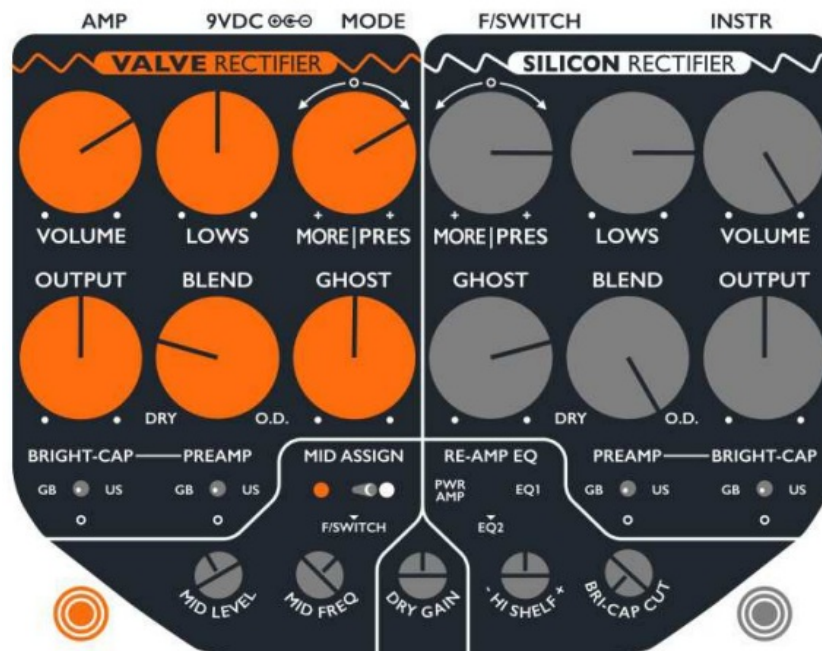 AMP 9VDC MODE F/SWITCH INSTR
VALVE RECTIFIER SILICON RECTIFIER
VOLUME LOWS MORE|PRES MORE|PRES LOWS VOLUME
OUTPUT BLEND GHOST GHOST BLEND OUTPUT
DRY O.D. DRY O.D.
BRIGHT-CAP PREAMP MID ASSIGN RE-AMP EQ PREAMP BRIGHT-CAP
GB US GB US PWR AMP EQ1 GB US GB US
F/SWITCH EQ2
MID LEVEL MID FREQ DRY GAIN - HI SHELF + BRI-CAP CUT